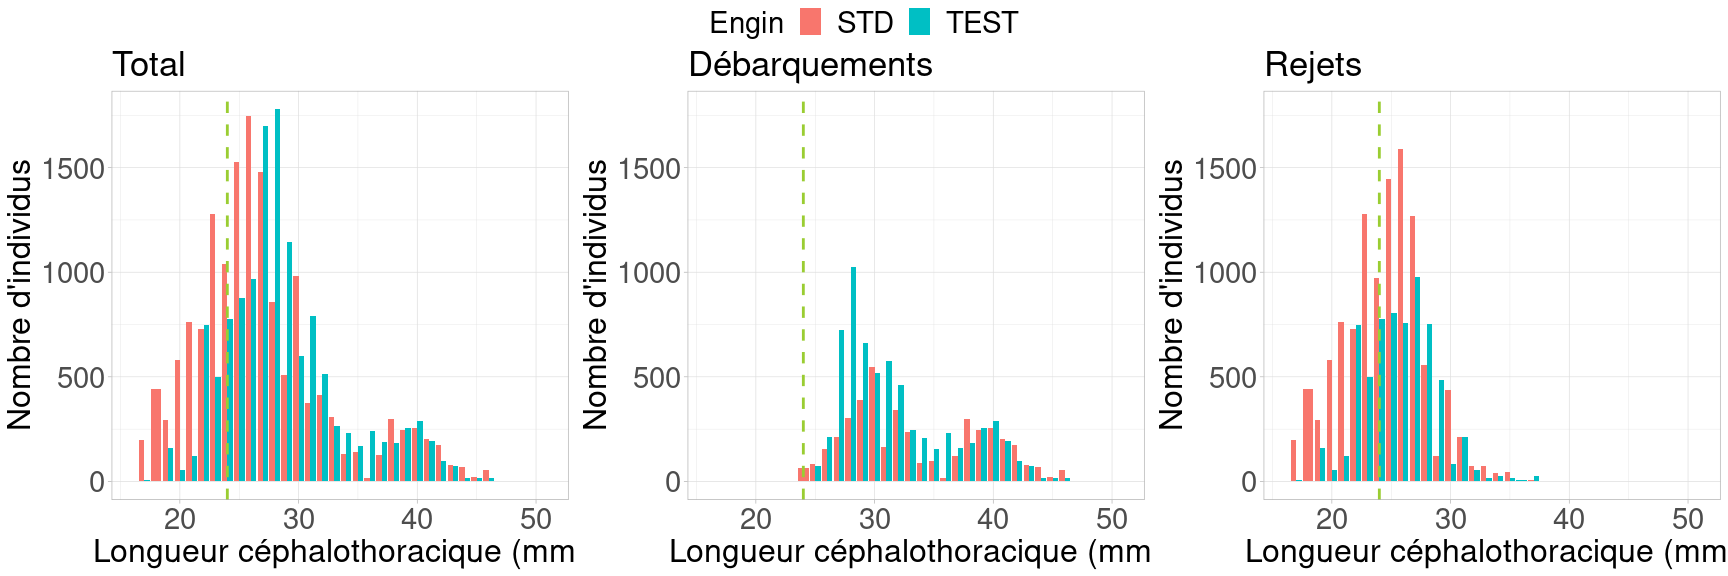 Engin STD TEST
Total
Débarquements
Rejets
Nombre d'individus
1500
1000
500
0
20 30 40 50
Longueur céphalothoracique (mm
Nombre d'individus
1500
1000
500
0
20 30 40 50
Longueur céphalothoracique (mm
Nombre d'individus
1500
1000
500
0
20 30 40 50
Longueur céphalothoracique (mm